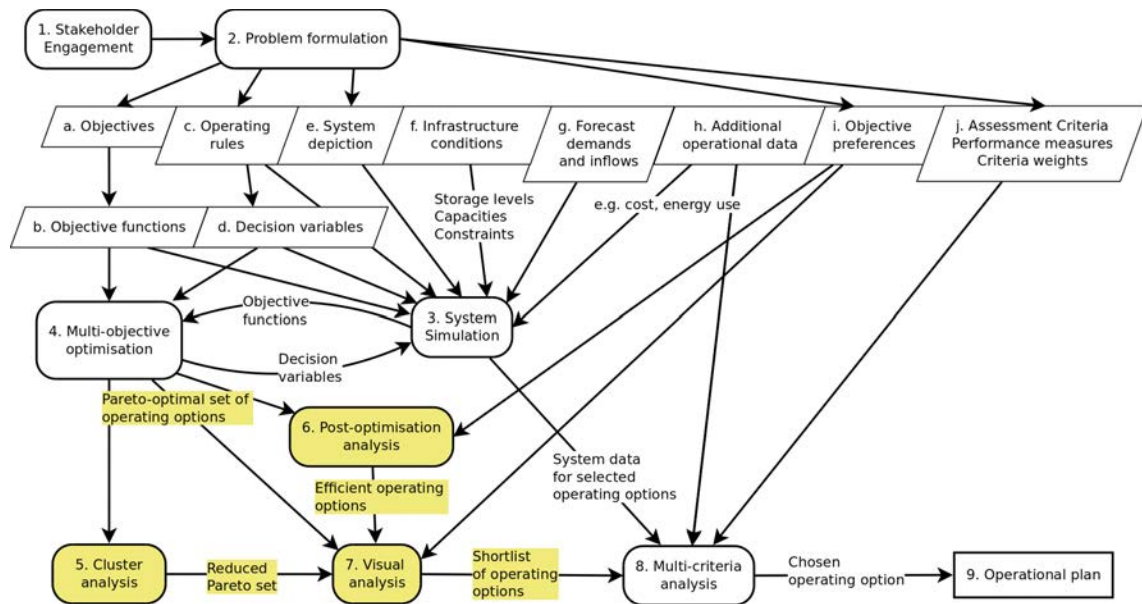 1. Stakeholder
Engagement
2. Problem formulation
a. Objectives
c. Operating
rules
e. System
depiction
f. Infrastructure
conditions
g. Forecast
demands
and inflows
h. Additional
operational data
i. Objective
preferences
j. Assessment Criteria
Performance measures
Criteria weights
Storage levels
Capacities
Constraints
e.g. cost, energy use
b. Objective functions
d. Decision variables
Objective
functions
3. System
Simulation
4. Multi-objective
optimisation
Decision
variables
Pareto-optimal set of
operating options
6. Post-optimisation
analysis
System data
for selected
operating options
Efficient operating
options
5. Cluster
analysis
Reduced
Pareto set
7. Visual
analysis
Shortlist
of operating
options
8. Multi-criteria
analysis
Chosen
operating option
9. Operational plan